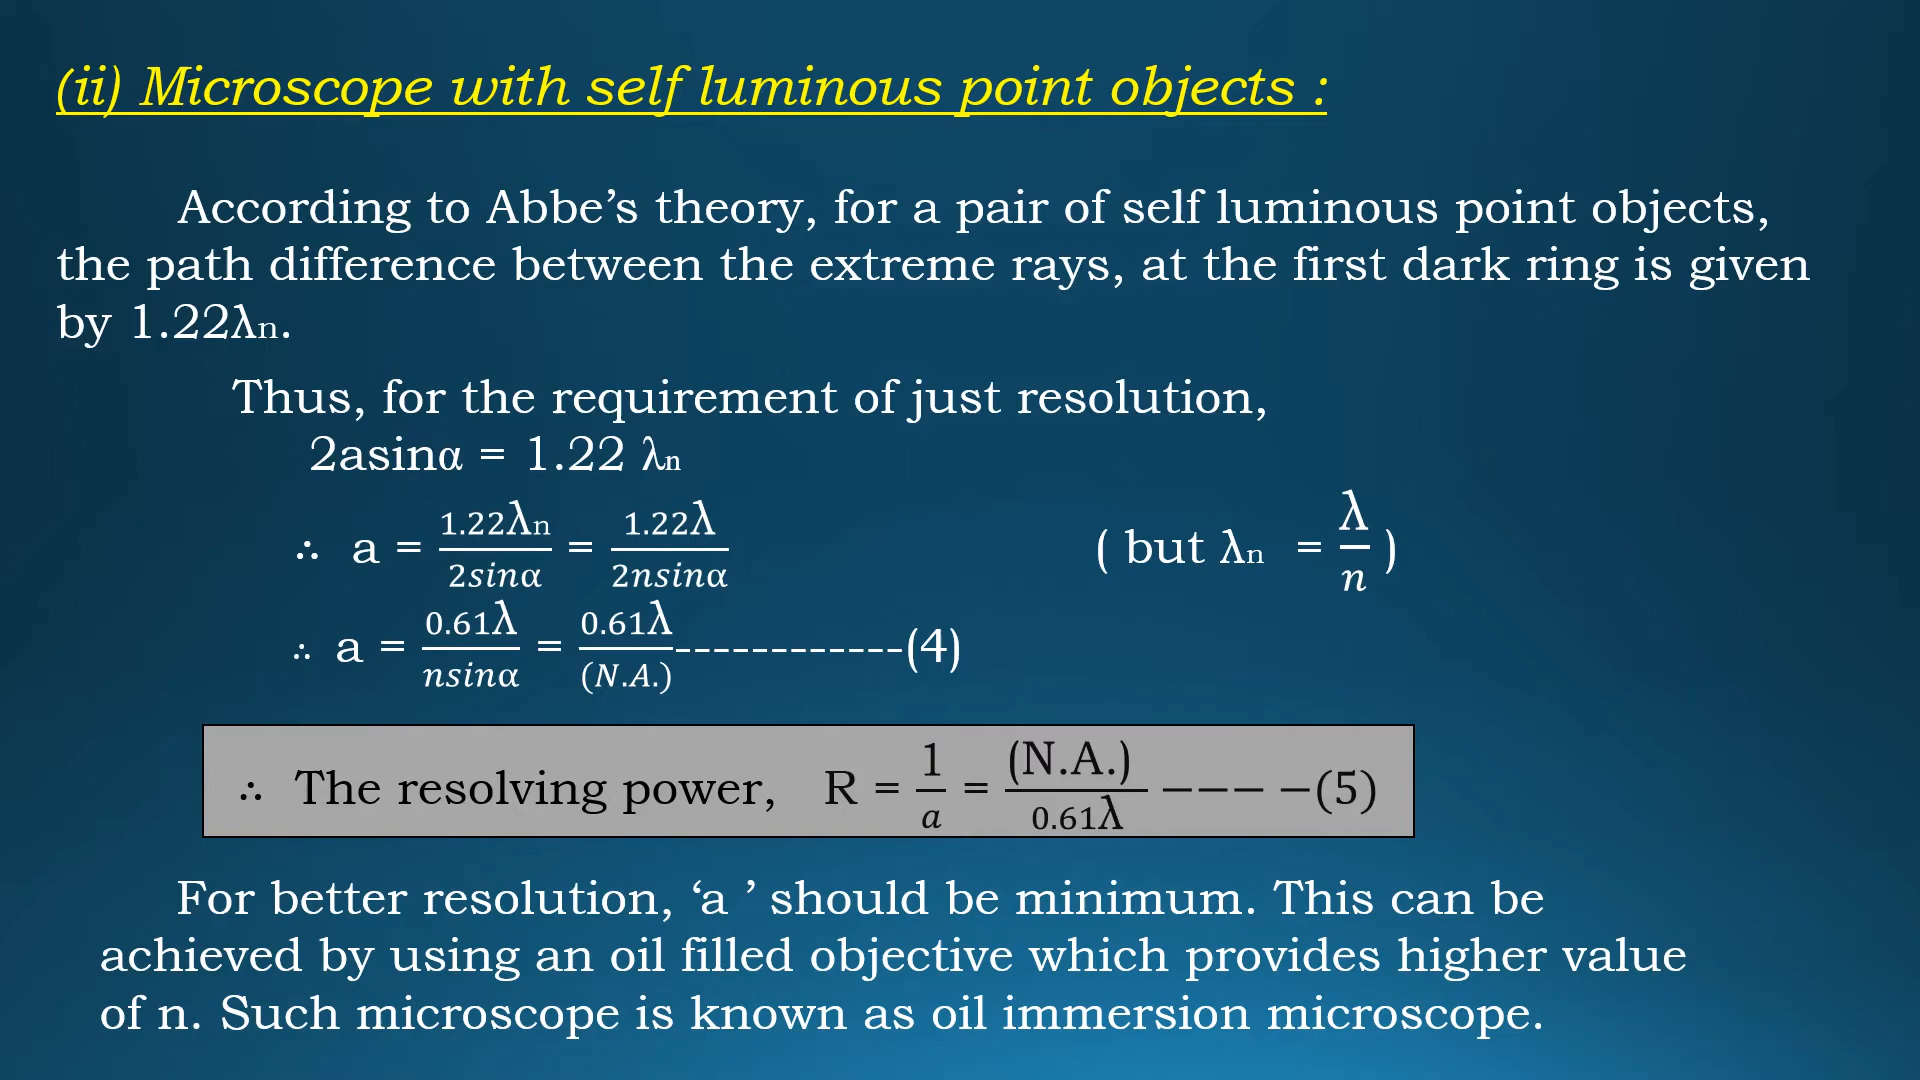 (ii) Microscope with self luminous point objects :
According to Abbe’s theory, for a pair of self luminous point objects,
the path difference between the extreme rays, at the first dark ring is given
by 1.22λn.
Thus, for the requirement of just resolution,
2asinα = 1.22 λn
∴ a = 1.22λn/2sinα = 1.22λ/2nsinα ( but λn = λ/n )
∴ a = 0.61λ/nsinα = 0.61λ/(N.A.)------------(4)
∴ The resolving power, R = 1/a = (N.A.)/0.61λ −−− −(5)
For better resolution, ‘a ’ should be minimum. This can be
achieved by using an oil filled objective which provides higher value
of n. Such microscope is known as oil immersion microscope.